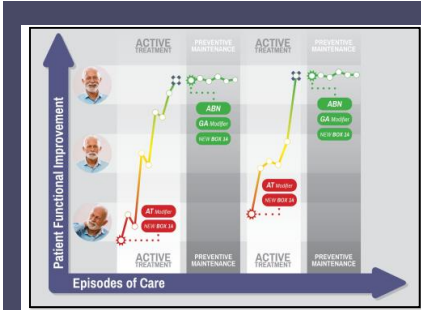 ACTIVE
TREATMENT
PREVENTIVE
MAINTENANCE
ACTIVE
TREATMENT
PREVENTIVE
MAINTENANCE
Patient Functional Improvement
ABN
GA Modifier
NEW BOX 14
ABN
GA Modifier
NEW BOX 14
AT Modifier
NEW BOX 14
AT Modifier
NEW BOX 14
ACTIVE
TREATMENT
PREVENTIVE
MAINTENANCE
ACTIVE
TREATMENT
PREVENTIVE
MAINTENANCE
Episodes of Care